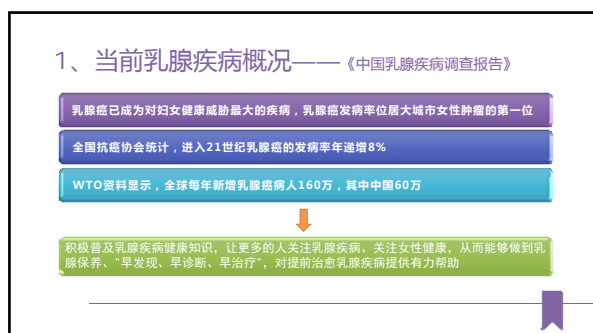 1、当前乳腺疾病概况——《中国乳腺疾病调查报告》
乳腺癌已成为对妇女健康威胁最大的疾病，乳腺癌发病率位居大城市女性肿瘤的第一位
全国抗癌协会统计，进入21世纪乳腺癌的发病率年递增8%
WTO资料显示，全球每年新增乳腺癌病人160万，其中中国60万
积极普及乳腺疾病健康知识，让更多的人关注乳腺疾病、关注女性健康，从而能够做到乳
腺保养、“早发现、早诊断、早治疗”，对提前治愈乳腺疾病提供有力帮助